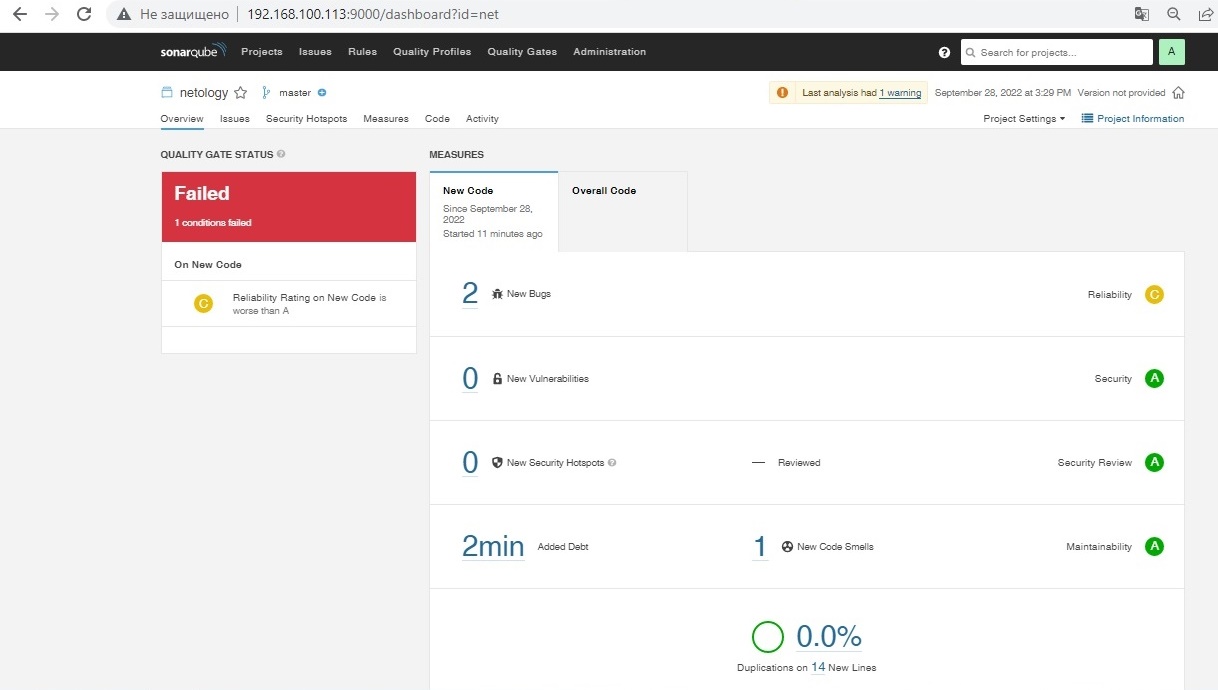 Не защищено 192.168.100.113:9000/dashboard?id=net
sonarqube Projects Issues Rules Quality Profiles Quality Gates Administration ? Search for projects... A
netology master Last analysis had 1 warning September 28, 2022 at 3:29 PM Version not provided
Overview Issues Security Hotspots Measures Code Activity Project Settings Project Information
QUALITY GATE STATUS ?
Failed
1 conditions failed
On New Code
C Reliability Rating on New Code is
worse than A
MEASURES
New Code
Since September 28,
2022
Started 11 minutes ago
Overall Code
2 New Bugs Reliability C
0 New Vulnerabilities Security A
0 New Security Hotspots ? — Reviewed Security Review A
2min Added Debt 1 New Code Smells Maintainability A
0.0%
Duplications on 14 New Lines